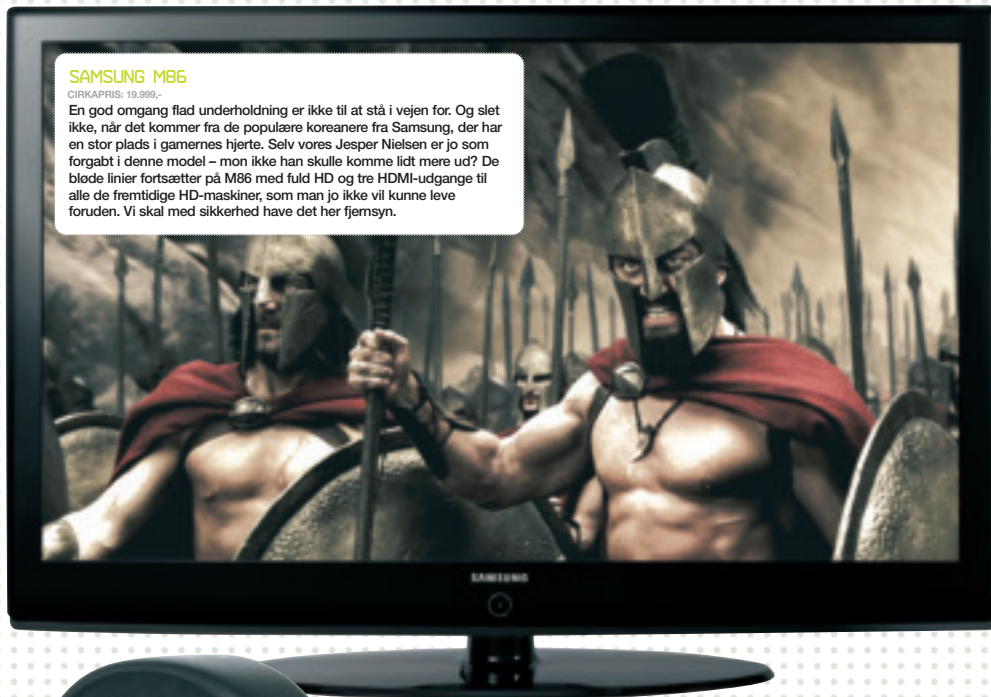 SAMSUNG M86
CIRKAPRIS: 19.999,-
En god omgang flad underholdning er ikke til at stå i vejen for. Og slet
ikke, når det kommer fra de populære koreanere fra Samsung, der har
en stor plads i gamernes hjerte. Selv vores Jesper Nielsen er jo som
forgabt i denne model – mon ikke han skulle komme lidt mere ud? De
bløde linier fortsætter på M86 med fuld HD og tre HDMI-udgange til
alle de fremtidige HD-maskiner, som man jo ikke vil kunne leve
foruden. Vi skal med sikkerhed have det her fjernsyn.
SAMSUNG